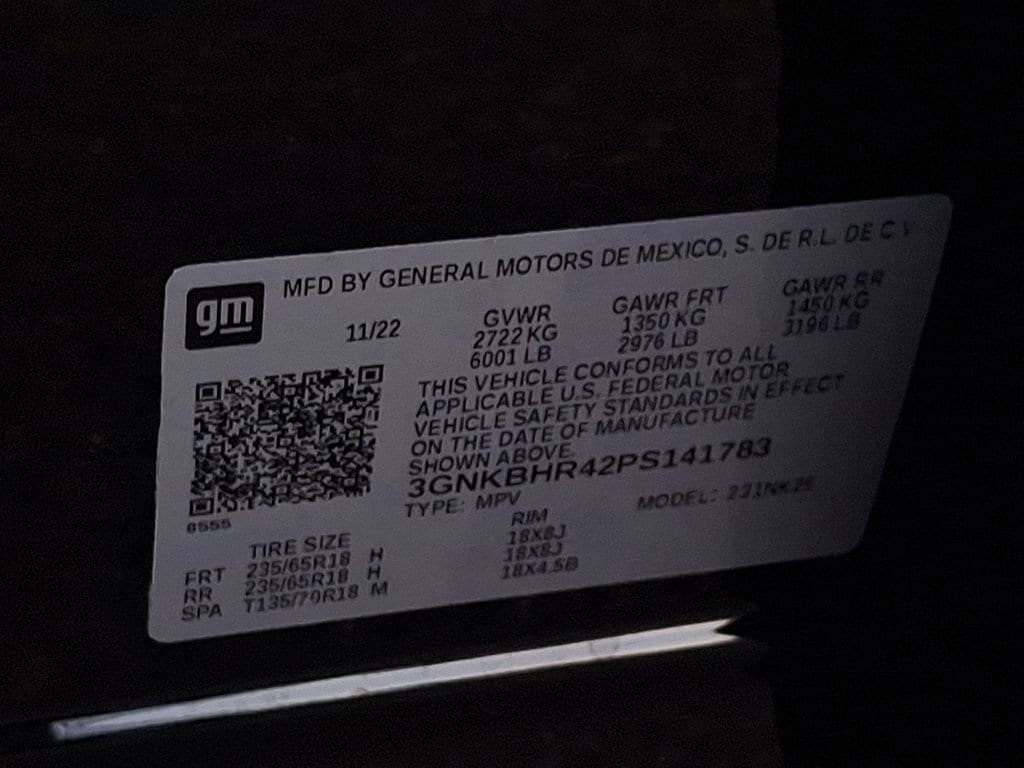 gm
MFD BY GENERAL MOTORS DE MEXICO, S. DE R.L. DE C V
11/22
GVWR
2722 KG
6001 LB
GAWR FRT
1350 KG
2976 LB
GAWR RR
1450 KG
3196 LB
THIS VEHICLE CONFORMS TO ALL
APPLICABLE U.S. FEDERAL MOTOR
VEHICLE SAFETY STANDARDS IN EFFECT
ON THE DATE OF MANUFACTURE
SHOWN ABOVE.
3GNKBHR42PS141783
TYPE: MPV
MODEL:
8555
TIRE SIZE
RIM
FRT 235/65R18 H 18X8J
RR 235/65R18 H 18X8J
SPA T135/70R18 M 18X4.5B